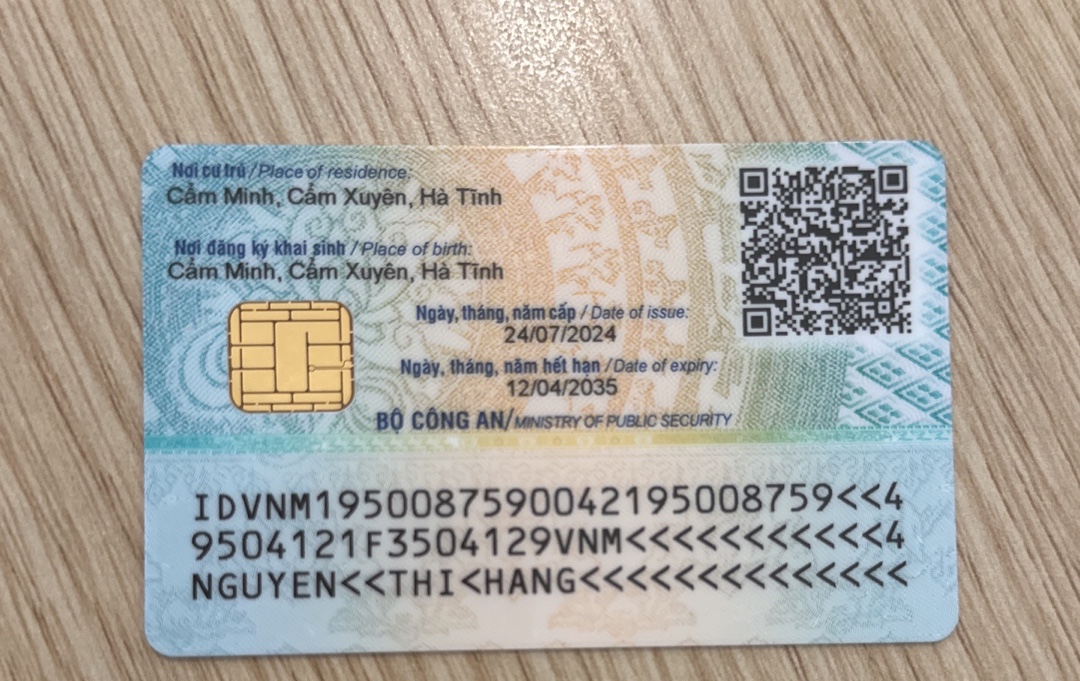 Nơi cư trú / Place of residence:
Cẩm Minh, Cẩm Xuyên, Hà Tĩnh
Nơi đăng ký khai sinh / Place of birth:
Cẩm Minh, Cẩm Xuyên, Hà Tĩnh
Ngày, tháng, năm cấp / Date of issue:
24/07/2024
Ngày, tháng, năm hết hạn / Date of expiry:
12/04/2035
BỘ CÔNG AN/MINISTRY OF PUBLIC SECURITY
IDVNM1950087590042195008759<<4
9504121F3504129VNM<<<<<<<<<<<4
NGUYEN<<THI<HANG<<<<<<<<<<<<<<